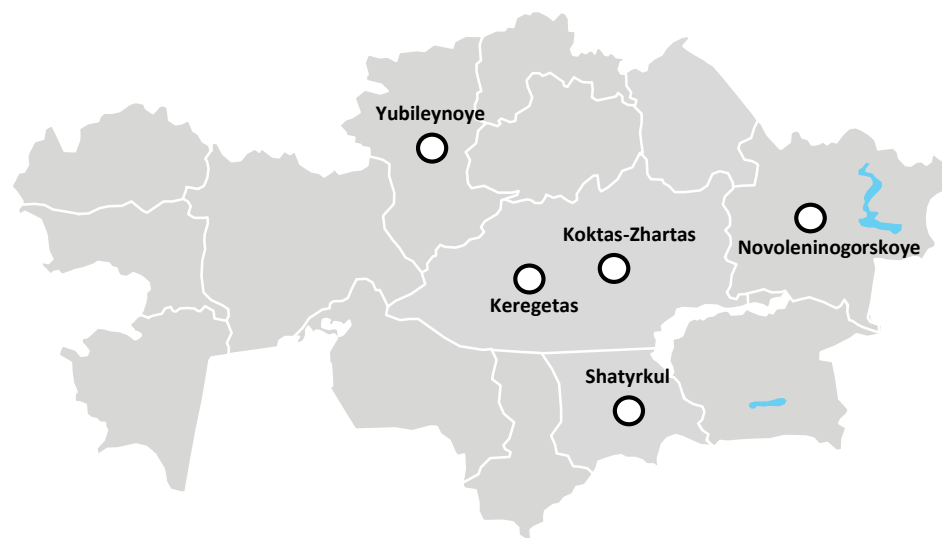 Yubileynoye
Koktas-Zhartas
Novoleninogorskoye
Keregetas
Shatyrkul